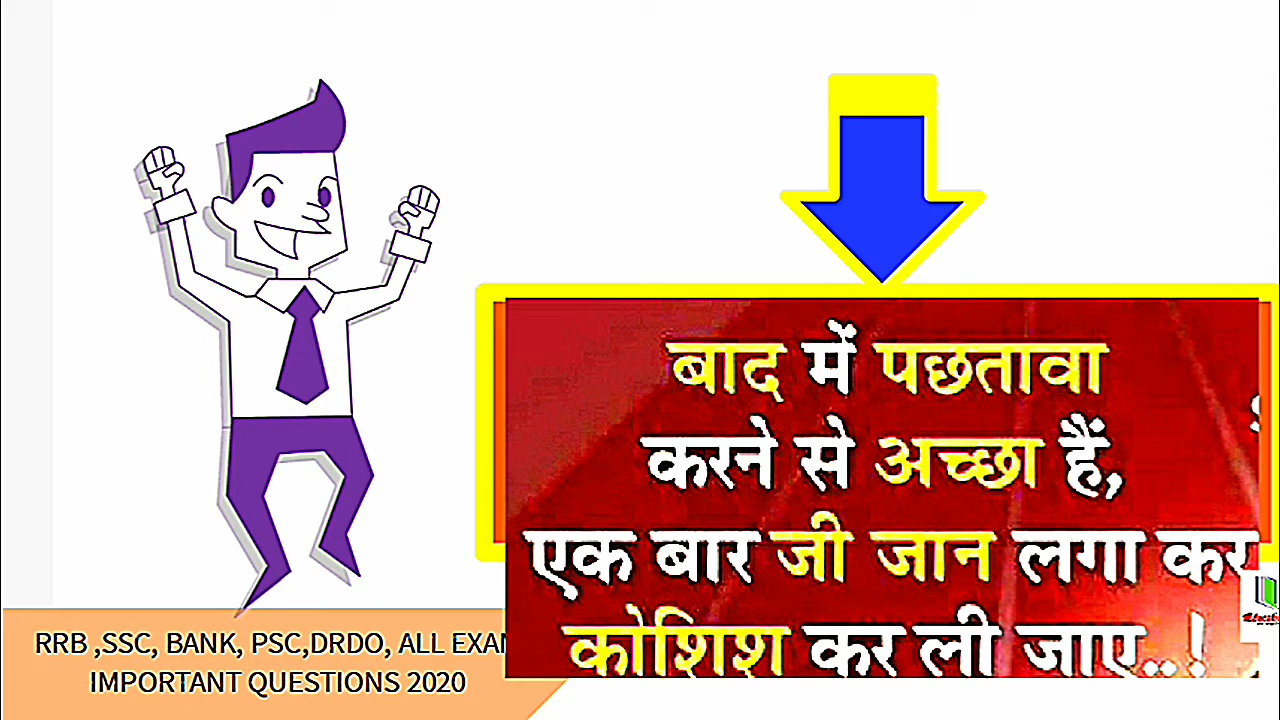 बाद में पछतावा
करने से अच्छा हैं,
एक बार जी जान लगा कर
कोशिश कर ली जाए..!
RRB ,SSC, BANK, PSC,DRDO, ALL EXAM
IMPORTANT QUESTIONS 2020